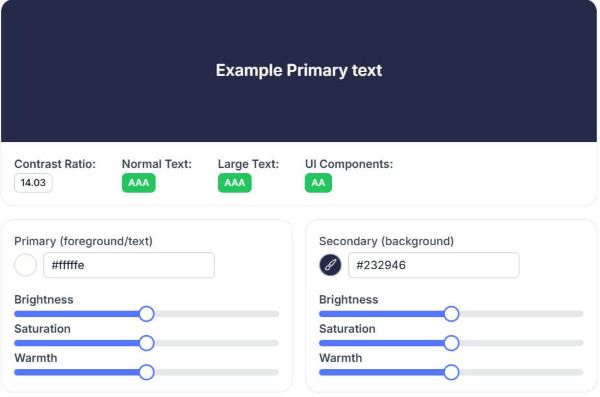 Example Primary text
Contrast Ratio: Normal Text: Large Text: UI Components:
14.03 AAA AAA AA
Primary (foreground/text)
#fffffe
Brightness
Saturation
Warmth
Secondary (background)
#232946
Brightness
Saturation
Warmth